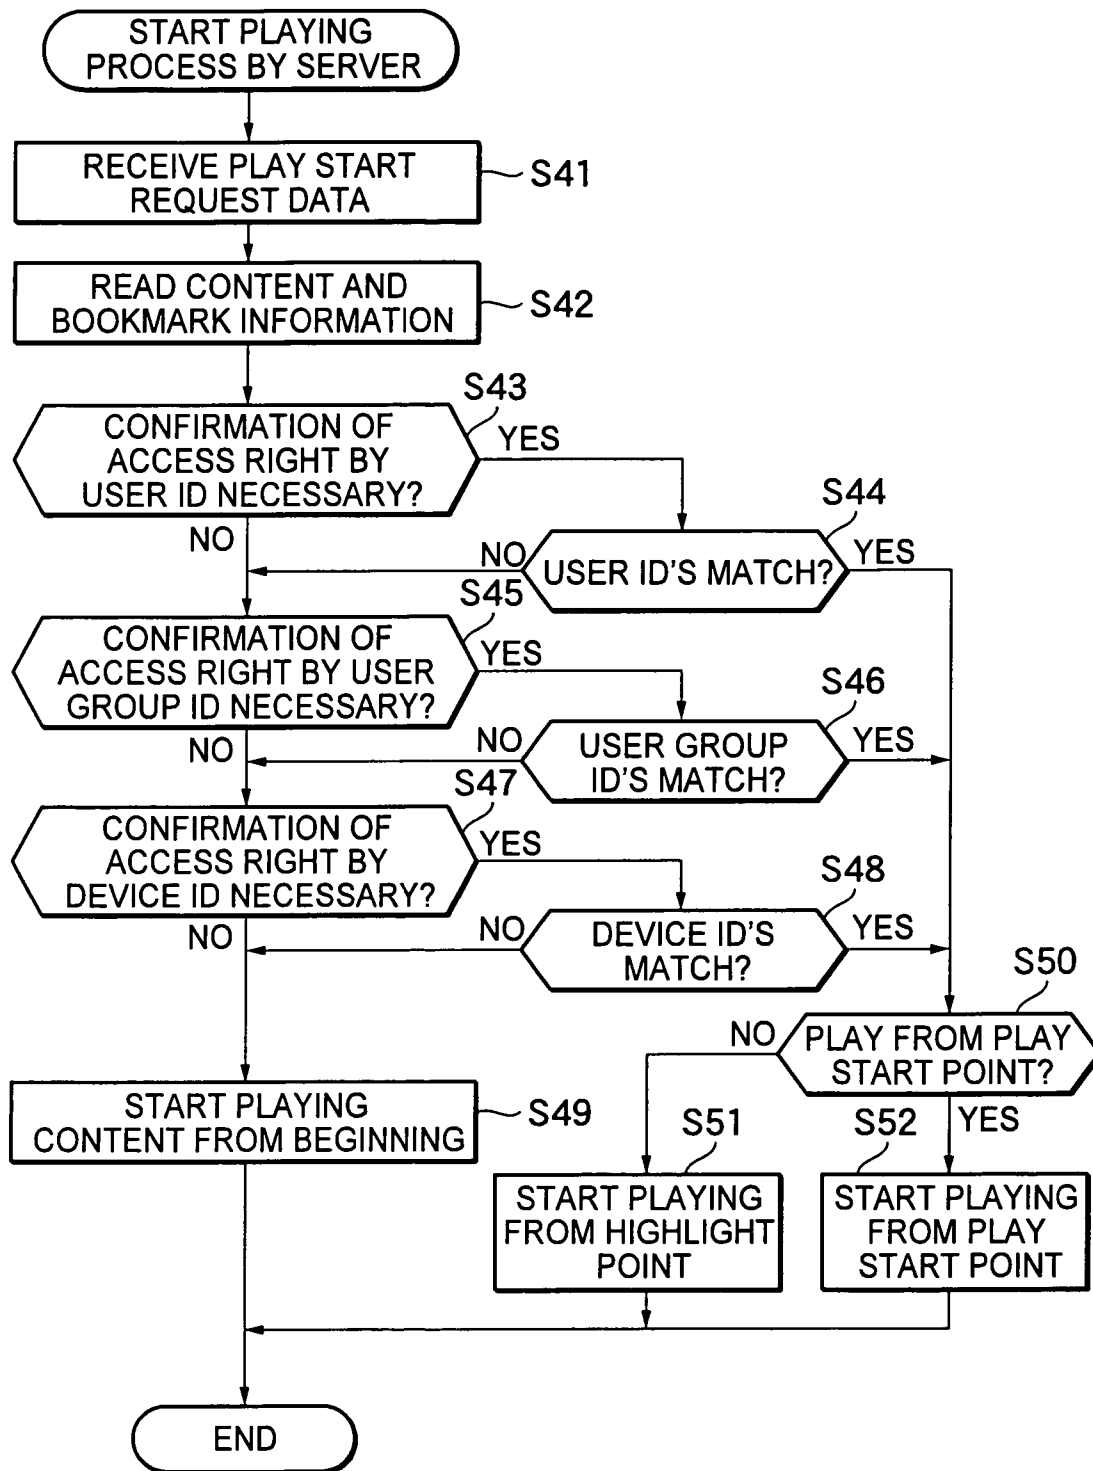 START PLAYING
PROCESS BY SERVER
RECEIVE PLAY START
REQUEST DATA
S41
READ CONTENT AND
BOOKMARK INFORMATION
S42
S43
CONFIRMATION OF
ACCESS RIGHT BY
USER ID NECESSARY?
YES
NO
S44
USER ID'S MATCH?
NO
YES
S45
CONFIRMATION OF
ACCESS RIGHT BY USER
GROUP ID NECESSARY?
YES
NO
S46
USER GROUP
ID'S MATCH?
NO
YES
S47
CONFIRMATION OF
ACCESS RIGHT BY
DEVICE ID NECESSARY?
YES
NO
S48
DEVICE ID'S
MATCH?
NO
YES
S50
PLAY FROM PLAY
START POINT?
NO
YES
START PLAYING
CONTENT FROM BEGINNING
S49
S51
START PLAYING
FROM HIGHLIGHT
POINT
S52
START PLAYING
FROM PLAY
START POINT
END